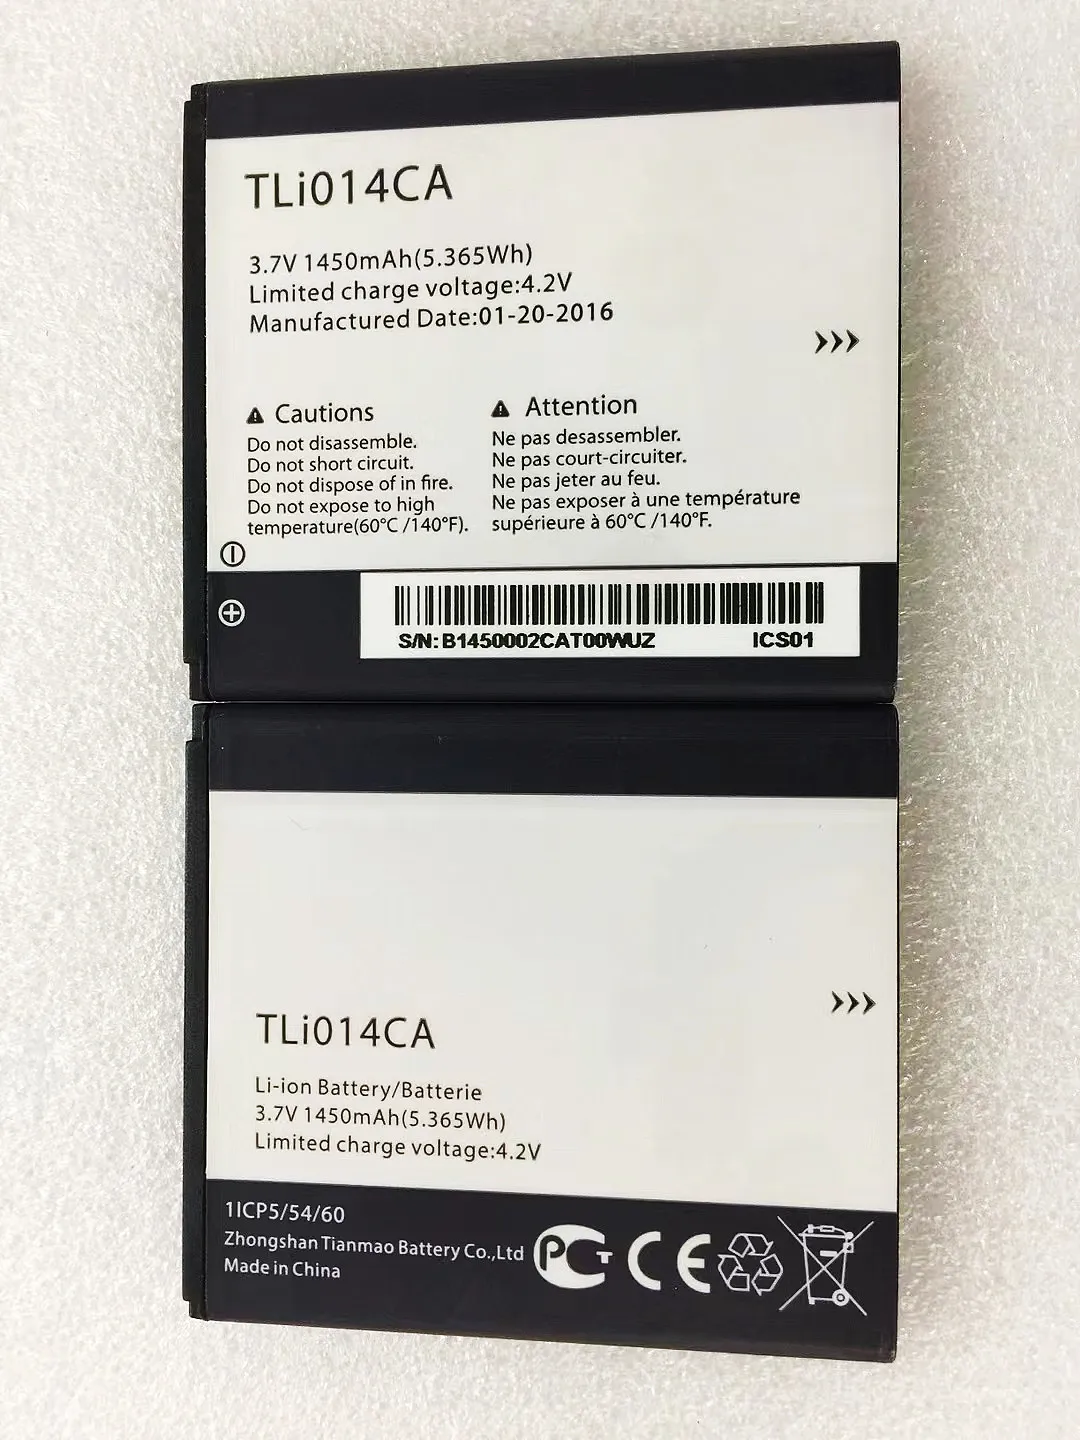 TLi014CA
3.7V 1450mAh(5.365Wh)
Limited charge voltage:4.2V
Manufactured Date:01-20-2016
>>>
Cautions
Do not disassemble.
Do not short circuit.
Do not dispose of in fire.
Do not expose to high
temperature(60°C /140°F).
Attention
Ne pas desassembler.
Ne pas court-circuiter.
Ne pas jeter au feu.
Ne pas exposer à une température
supérieure à 60°C /140°F.
S/N: B1450002CAT00WUZ ICS01
>>>
TLi014CA
Li-ion Battery/Batterie
3.7V 1450mAh(5.365Wh)
Limited charge voltage:4.2V
1ICP5/54/60
Zhongshan Tianmao Battery Co.,Ltd
Made in China
PCT CE